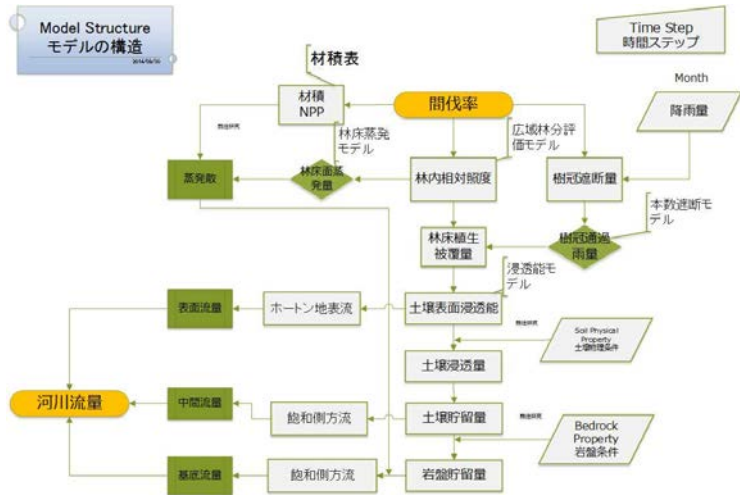 Model Structure
モデルの構造
Time Step
時間ステップ
材積表
Month
材積
NPP
間伐率
降雨量
林床蒸発
モデル
広域林分評
価モデル
蒸発散
林床面蒸
発量
林内相対照度
樹冠遮断量
本数遮断モ
デル
林床植生
被覆量
樹冠通過
雨量
浸透能モ
デル
表面流量
ホートン地表流
土壌表面浸透能
Soil Physical
Property
土壌物理条件
土壌浸透量
河川流量
中間流量
飽和側方流
土壌貯留量
Bedrock
Property
岩盤条件
基底流量
飽和側方流
岩盤貯留量